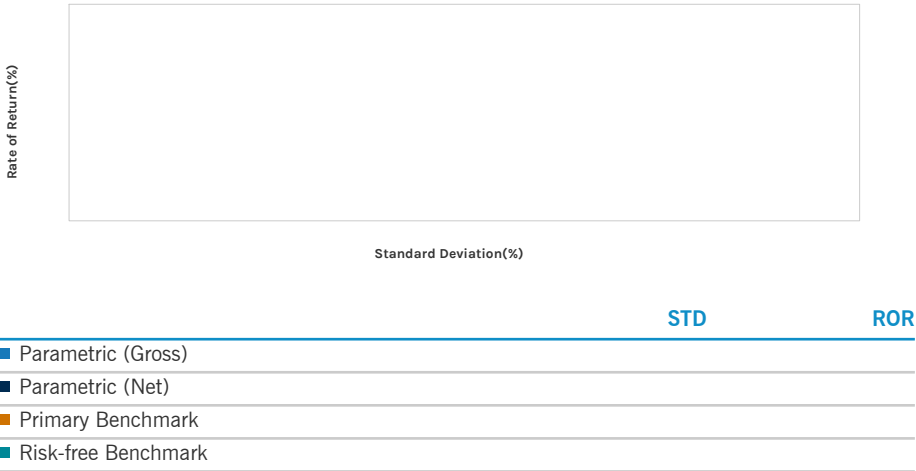 Rate of Return(%)
Standard Deviation(%)
STD ROR
Parametric (Gross)
Parametric (Net)
Primary Benchmark
Risk-free Benchmark